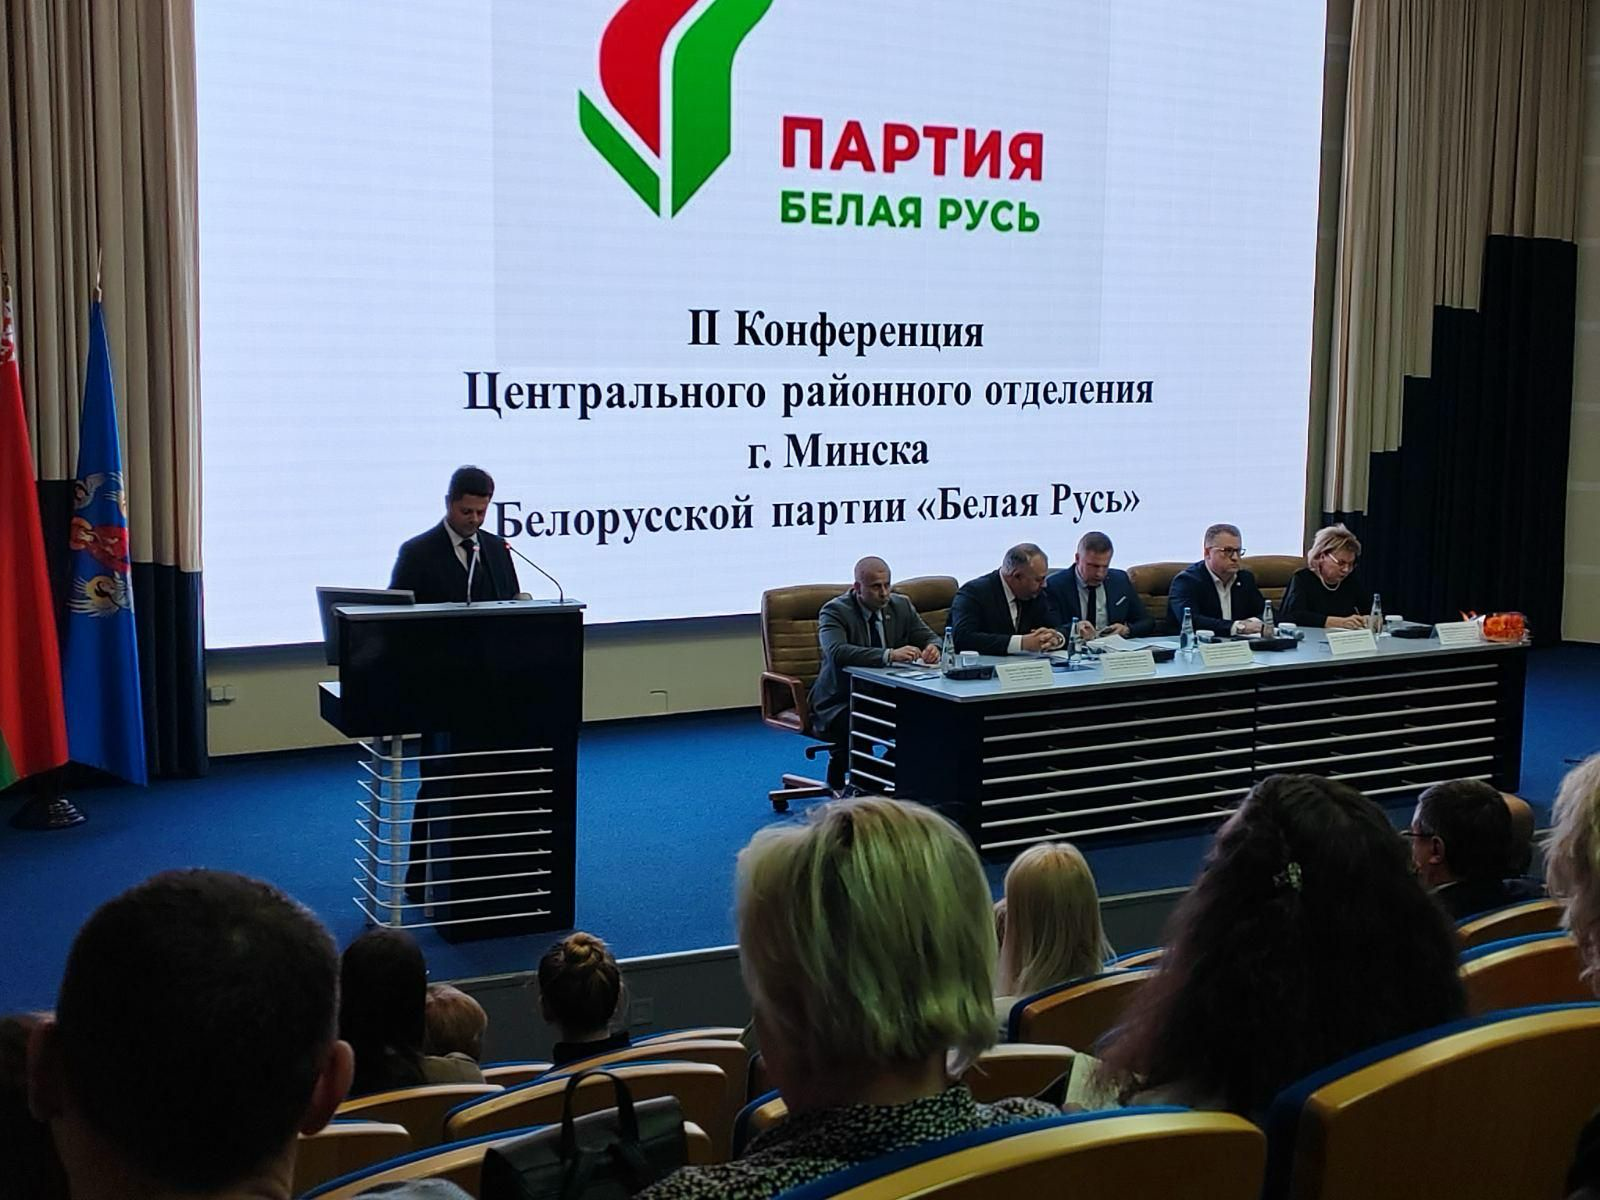 ПАРТИЯ
БЕЛАЯ РУСЬ
II Конференция
Центрального районного отделения
г. Минска
Белорусской партии «Белая Русь»